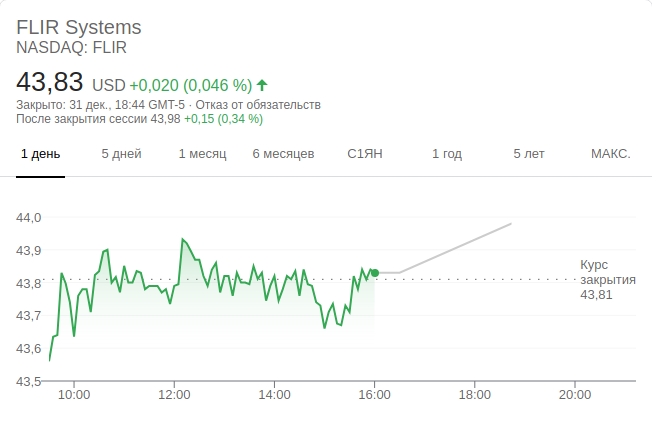 FLIR Systems
NASDAQ: FLIR
43,83 USD +0,020 (0,046 %)
Закрыто: 31 дек., 18:44 GMT-5 · Отказ от обязательств
После закрытия сессии 43,98 +0,15 (0,34 %)
1 день 5 дней 1 месяц 6 месяцев С1ЯН 1 год 5 лет МАКС.
44,0
43,9
Курс
закрытия
43,81
43,8
43,7
43,6
43,5
10:00 12:00 14:00 16:00 18:00 20:00